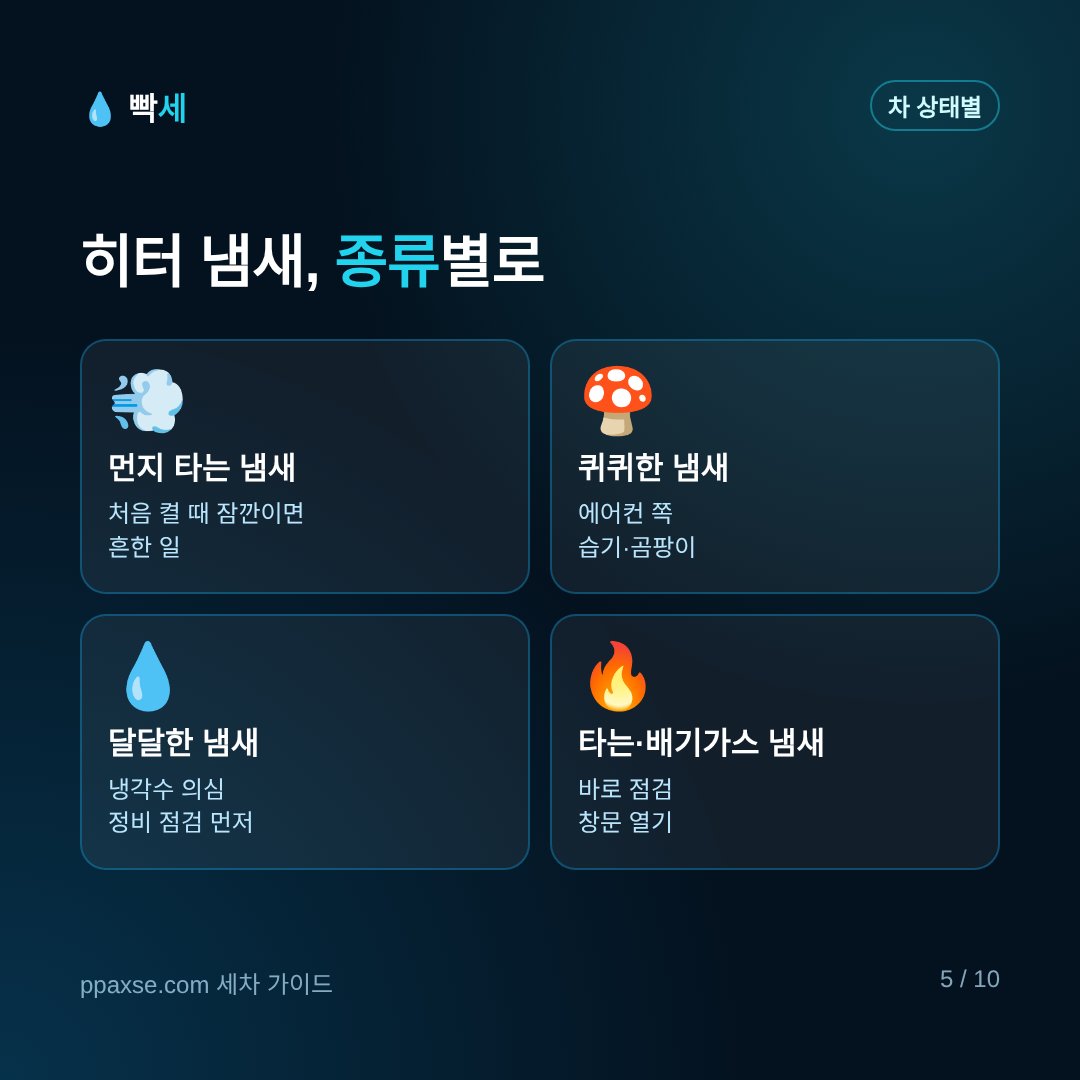 빡세
차 상태별
히터 냄새, 종류별로
먼지 타는 냄새
처음 켤 때 잠깐이면
흔한 일
퀴퀴한 냄새
에어컨 쪽
습기·곰팡이
달달한 냄새
냉각수 의심
정비 점검 먼저
타는·배기가스 냄새
바로 점검
창문 열기
ppaxse.com 세차 가이드
5 / 10